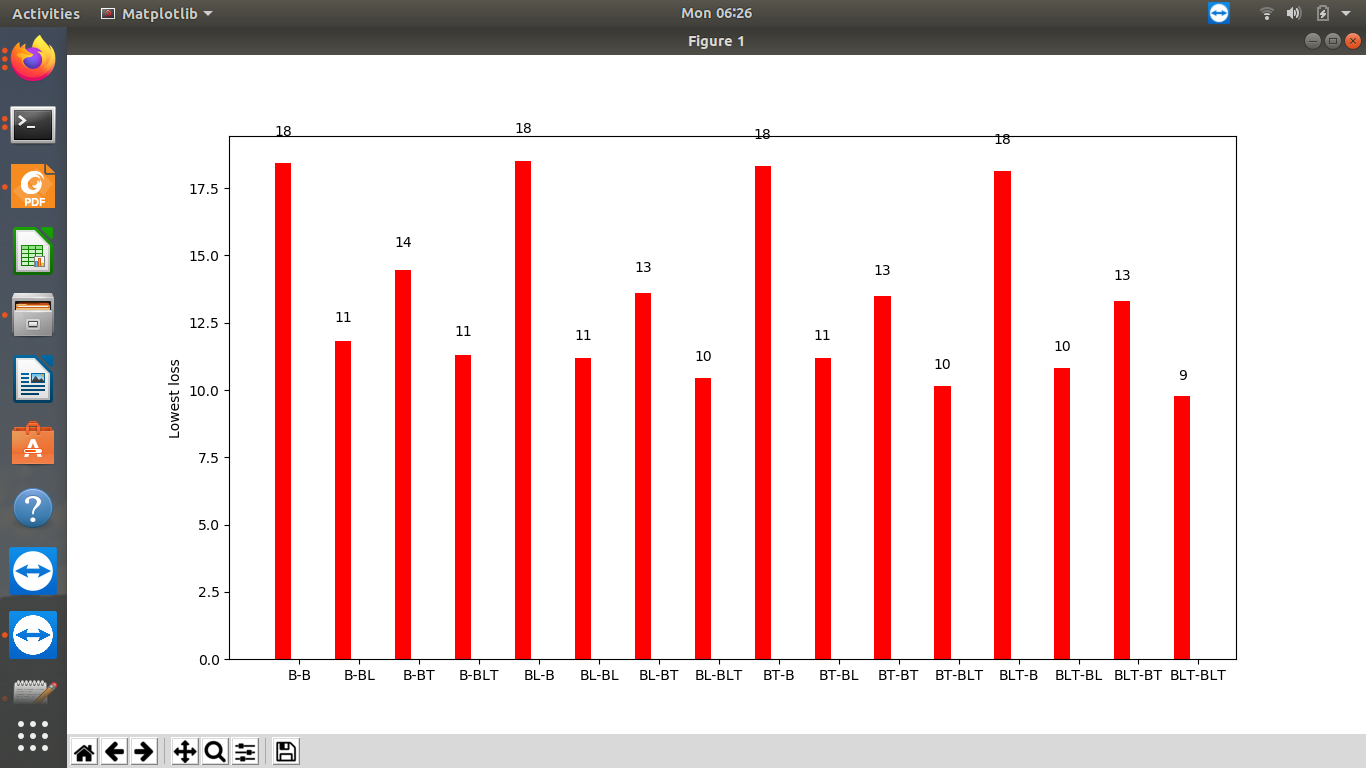 Activities Matplotlib Mon 06:26
Figure 1
18 18 18 18
17.5
15.0
14 13 13 13
12.5
11 11 11 11 10
10 10 9
10.0
Lowest loss
7.5
5.0
2.5
0.0
B-B B-BL B-BT B-BLT BL-B BL-BL BL-BT BL-BLT BT-B BT-BL BT-BT BT-BLT BLT-B BLT-BL BLT-BT BLT-BLT
PDF